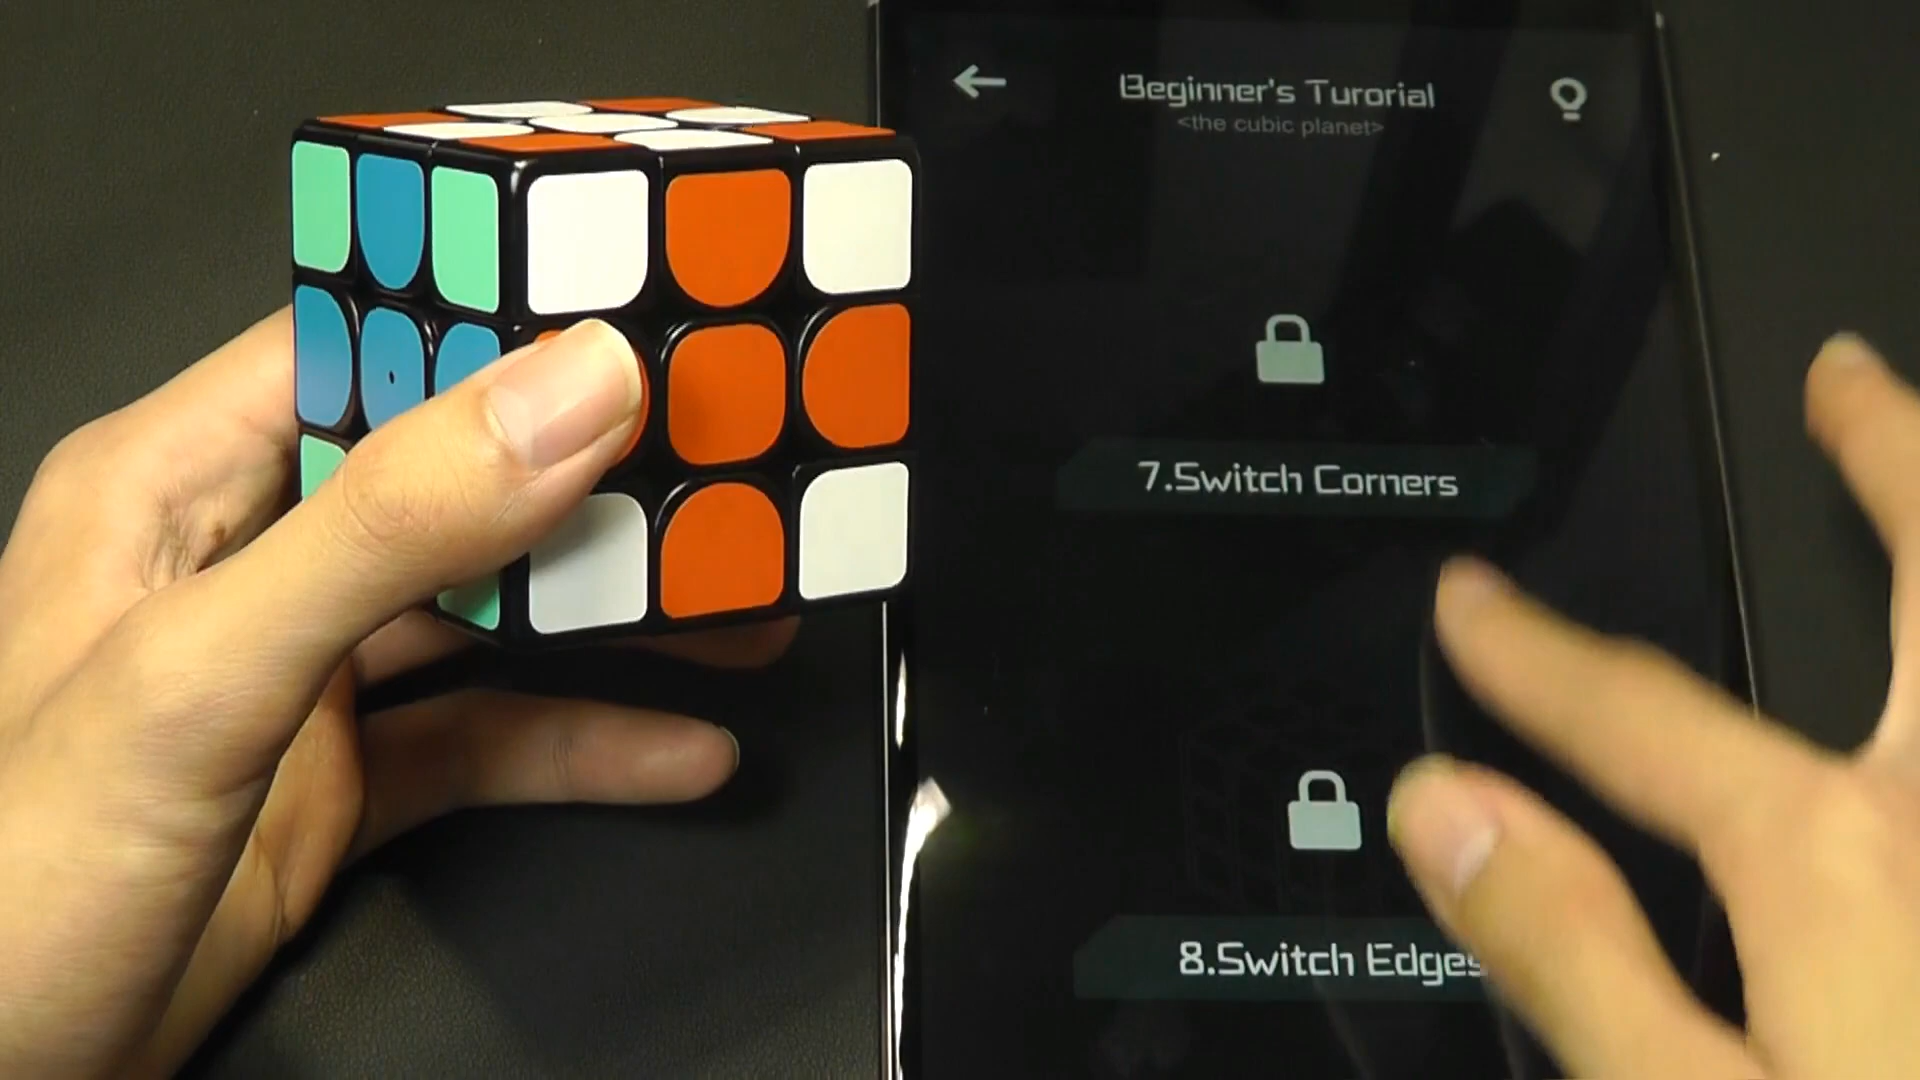 Beginner's Turorial
<the cubic planet>
7.Switch Corners
8.Switch Edges